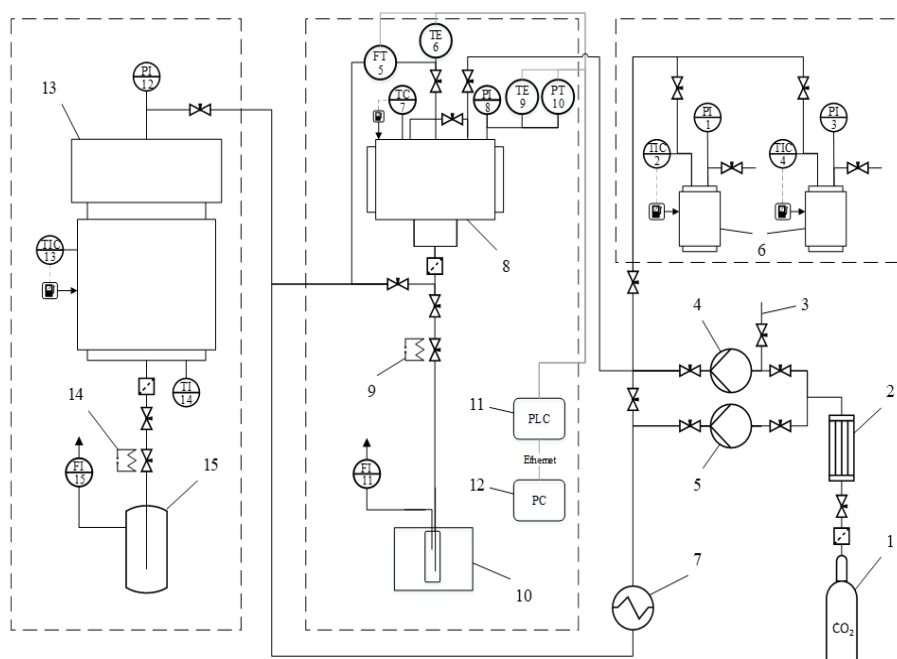 TE
6
FT
5
PI
12
13
TC
7
PI
8
TE
9
PT
10
PI
1
PI
3
TIC
2
TIC
4
6
8
TIC
13
3
4
9
11
2
PLC
TI
14
14
Ethernet
5
15
12
FI
15
FI
11
PC
7
1
10
CO₂